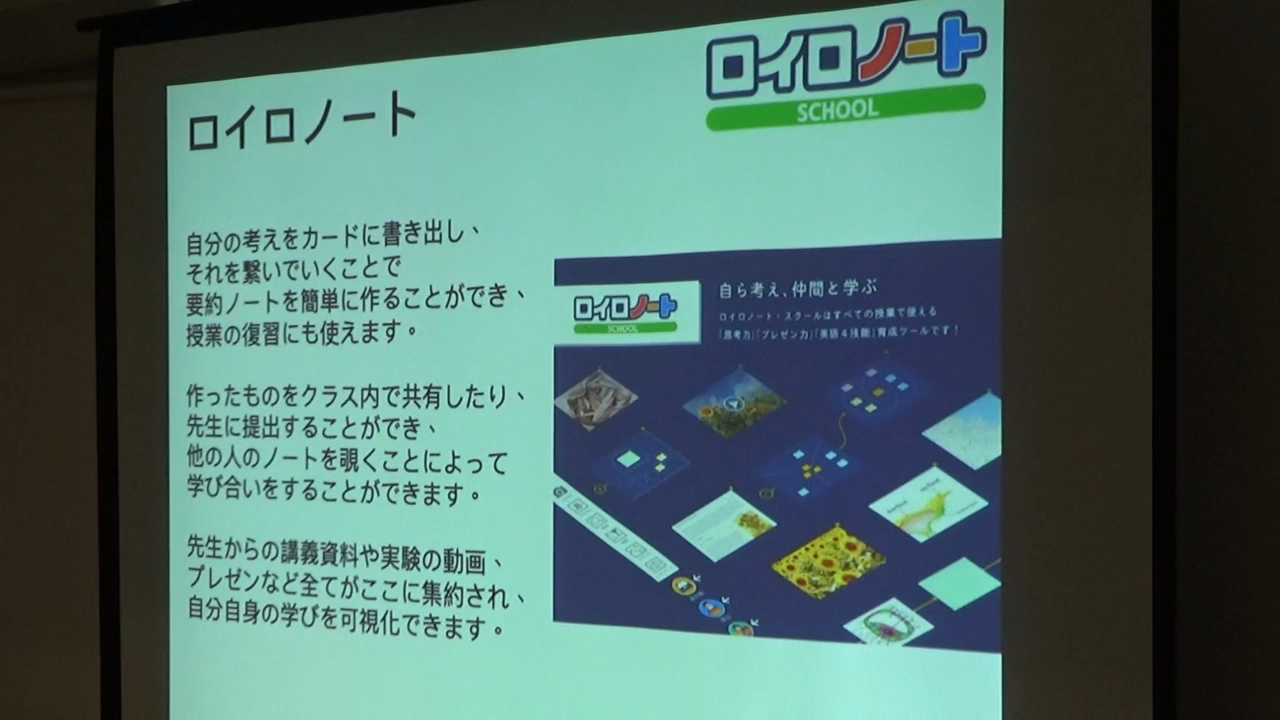 ロイロノート
SCHOOL
ロイロノート
自分の考えをカードに書き出し、
それを繋いでいくことで
要約ノートを簡単に作ることができ、
授業の復習にも使えます。
作ったものをクラス内で共有したり、
先生に提出することができ、
他の人のノートを覗くことによって
学び合いをすることができます。
先生からの講義資料や実験の動画、
プレゼンなど全てがここに集約され、
自分自身の学びを可視化できます。
ロイロノート
SCHOOL
自ら考え、仲間と学ぶ
ロイロノート・スクールはすべての授業で使える
「思考力」「プレゼン力」「英語4技能」育成ツールです！